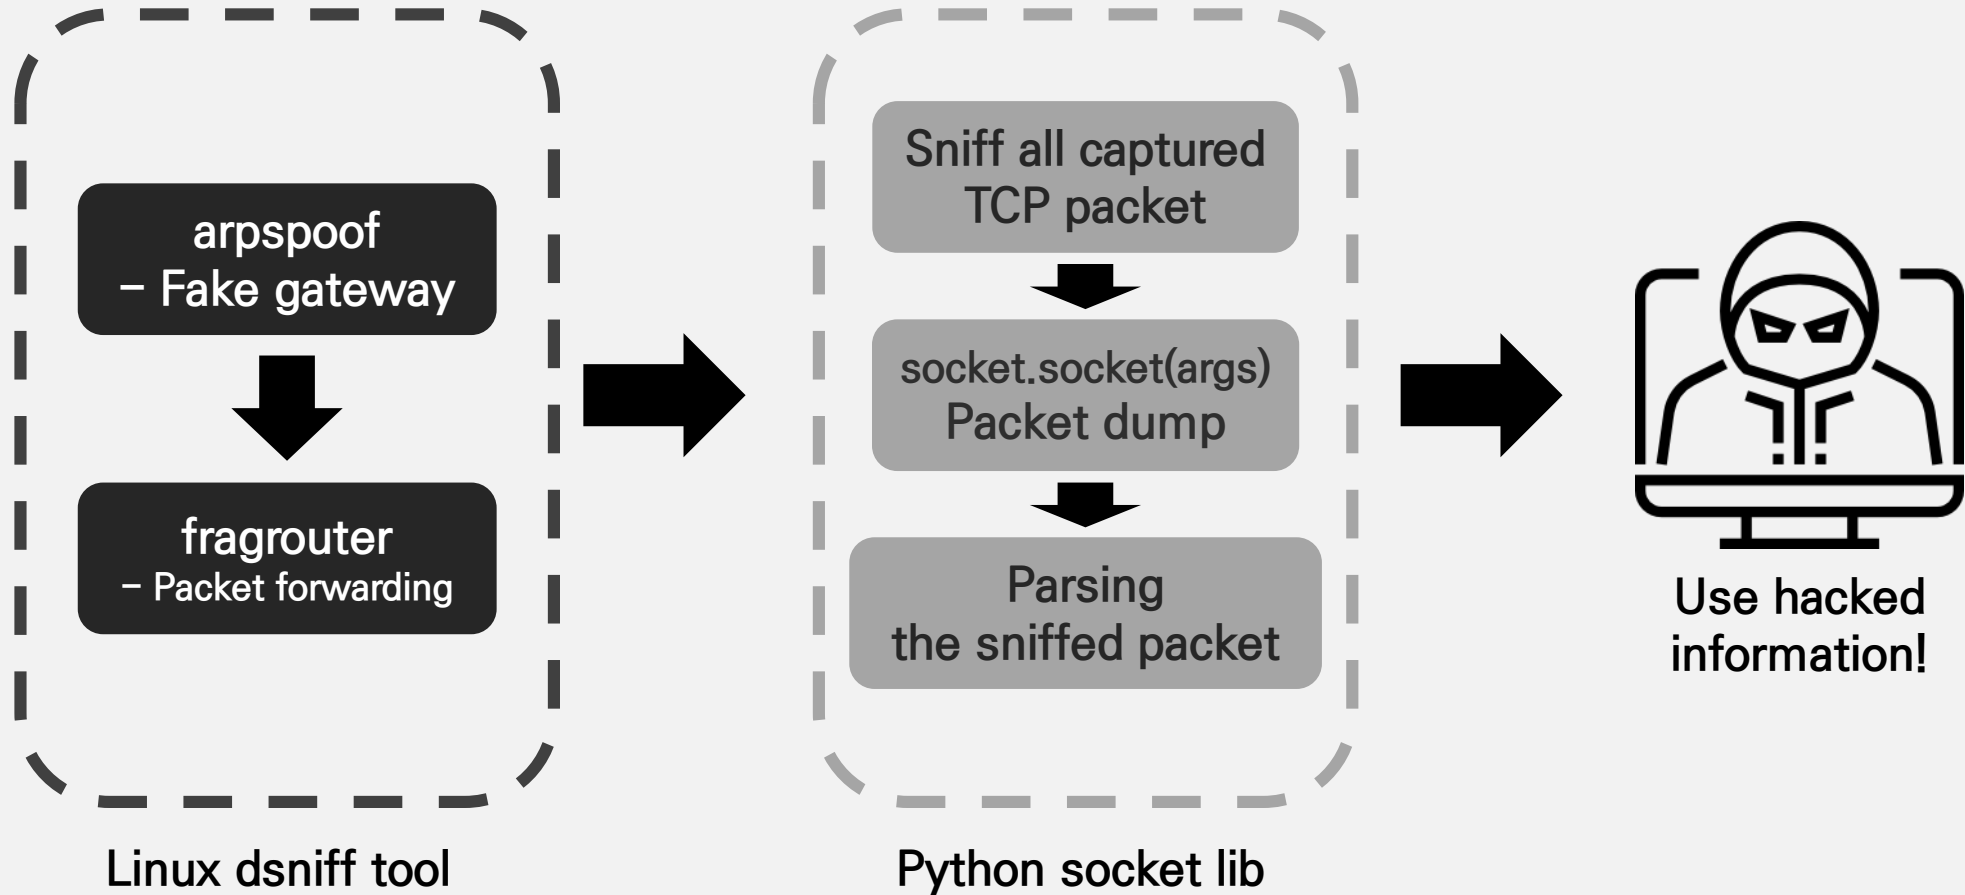 arpspoof
– Fake gateway
fragrouter
– Packet forwarding
Linux dsniff tool
Sniff all captured
TCP packet
socket.socket(args)
Packet dump
Parsing
the sniffed packet
Python socket lib
Use hacked
information!